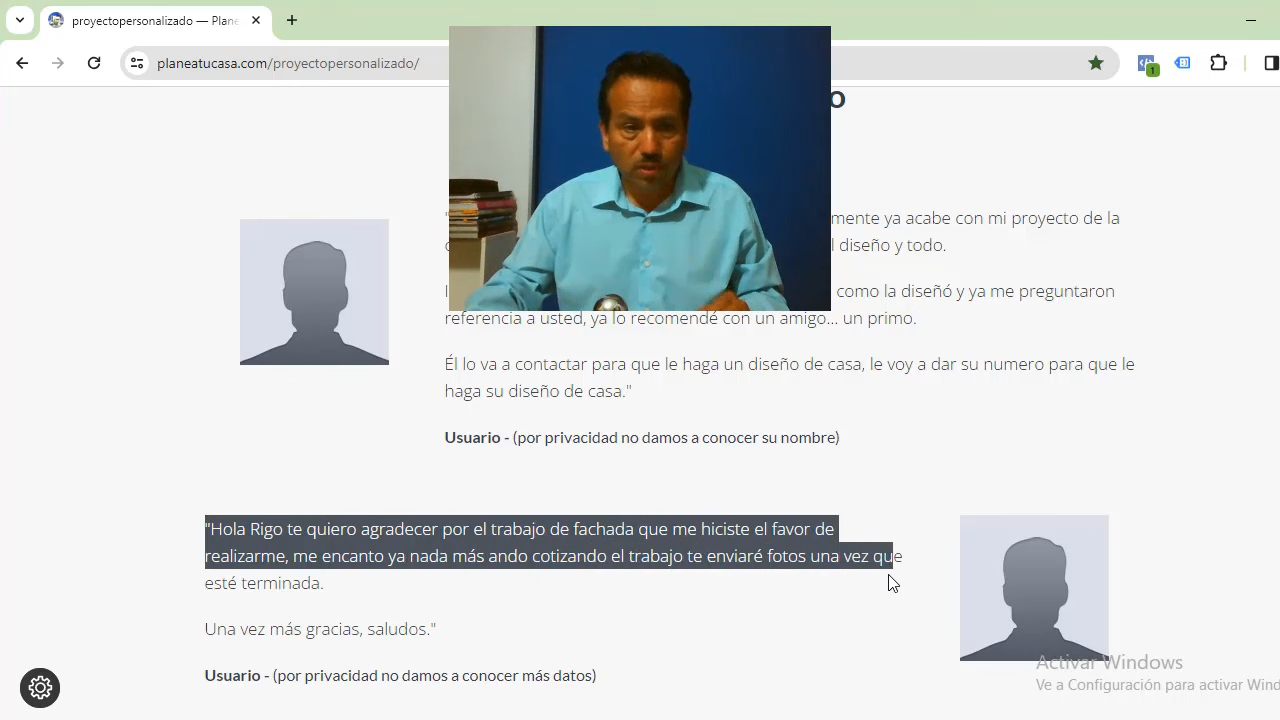 proyectopersonalizado — Plane
planeatucasa.com/proyectopersonalizado/
1
o
mente ya acabe con mi proyecto de la
l diseño y todo.
como la diseñó y ya me preguntaron
referencia a usted, ya lo recomendé con un amigo... un primo.
Él lo va a contactar para que le haga un diseño de casa, le voy a dar su numero para que le
haga su diseño de casa."
Usuario - (por privacidad no damos a conocer su nombre)
"Hola Rigo te quiero agradecer por el trabajo de fachada que me hiciste el favor de
realizarme, me encanto ya nada más ando cotizando el trabajo te enviaré fotos una vez que
esté terminada.
Una vez más gracias, saludos."
Usuario - (por privacidad no damos a conocer más datos)
Activar Windows
Ve a Configuración para activar Wind